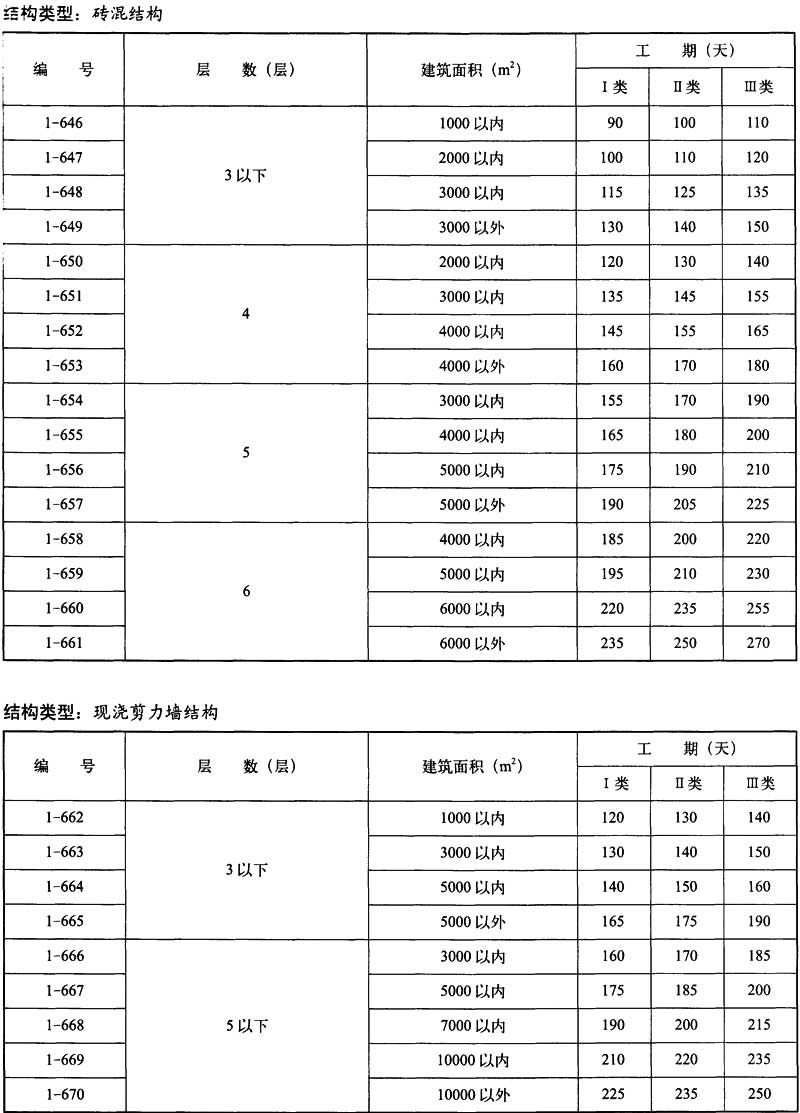 结构类型：砖混结构
编 号 层 数（层） 建筑面积（m²） 工 期（天）
Ⅰ类 Ⅱ类 Ⅲ类
1-646 3以下 1000以内 90 100 110
1-647 2000以内 100 110 120
1-648 3000以内 115 125 135
1-649 3000以外 130 140 150
1-650 4 2000以内 120 130 140
1-651 3000以内 135 145 155
1-652 4000以内 145 155 165
1-653 4000以外 160 170 180
1-654 5 3000以内 155 170 190
1-655 4000以内 165 180 200
1-656 5000以内 175 190 210
1-657 5000以外 190 205 225
1-658 6 4000以内 185 200 220
1-659 5000以内 195 210 230
1-660 6000以内 220 235 255
1-661 6000以外 235 250 270
结构类型：现浇剪力墙结构
编 号 层 数（层） 建筑面积（m²） 工 期（天）
Ⅰ类 Ⅱ类 Ⅲ类
1-662 3以下 1000以内 120 130 140
1-663 3000以内 130 140 150
1-664 5000以内 140 150 160
1-665 5000以外 165 175 190
1-666 5以下 3000以内 160 170 185
1-667 5000以内 175 185 200
1-668 7000以内 190 200 215
1-669 10000以内 210 220 235
1-670 10000以外 225 235 250